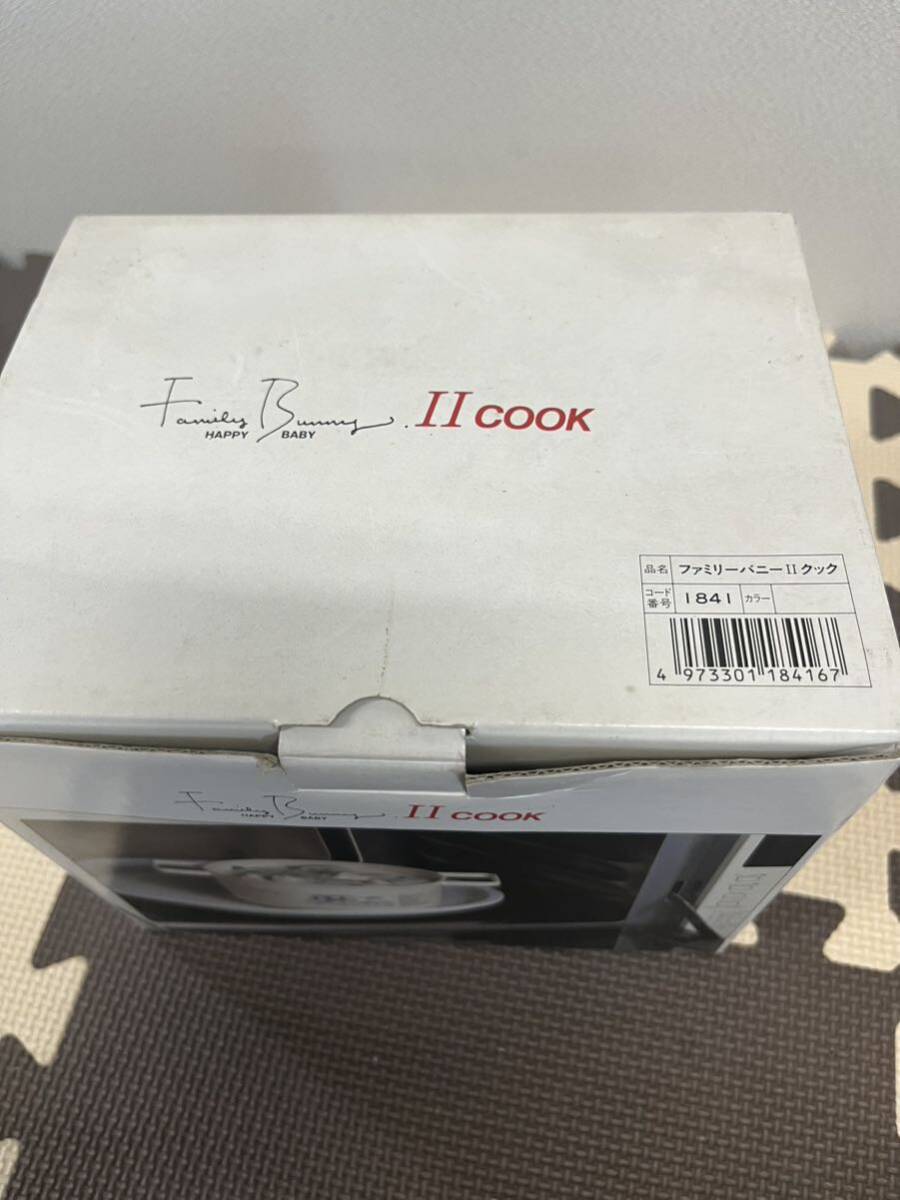 Family Bunny. II COOK
HAPPY BABY
品名 ファミリーバニーIIクック
コード番号 1841 カラー
4 973301 184167
Family Bunny. II COOK
HAPPY BABY